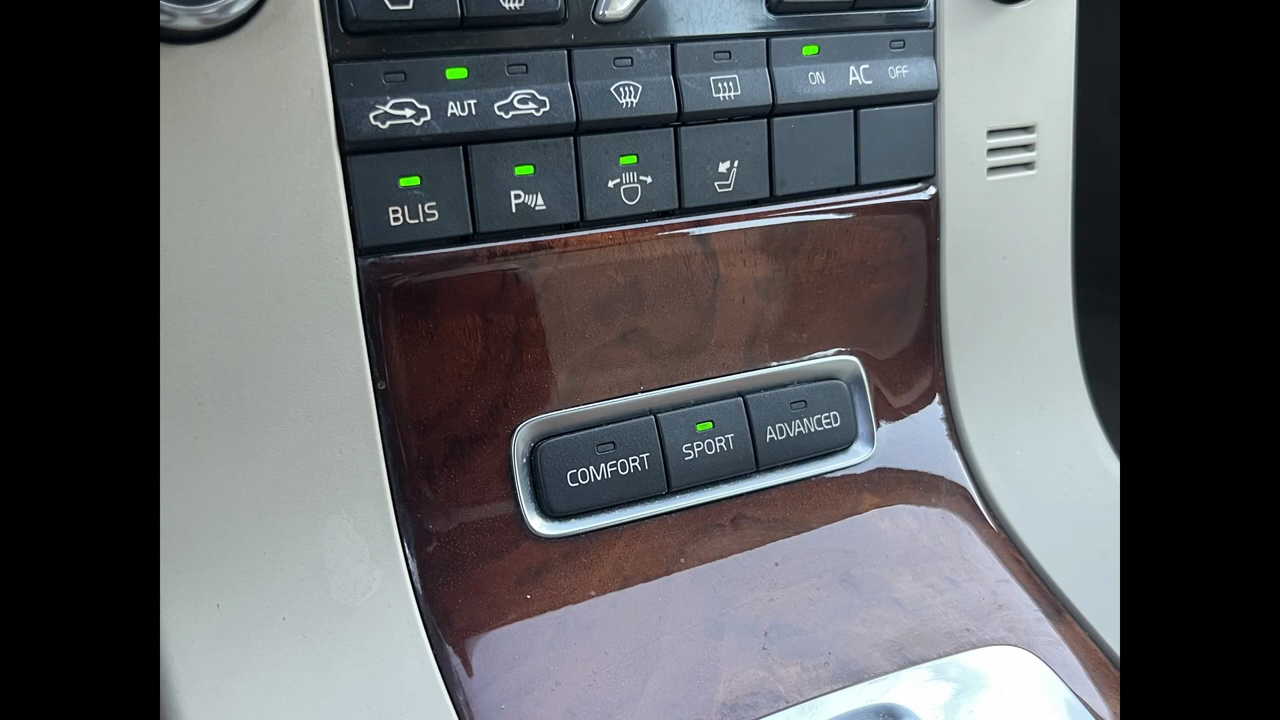 AUT
ON AC OFF
BLIS
P
COMFORT SPORT ADVANCED